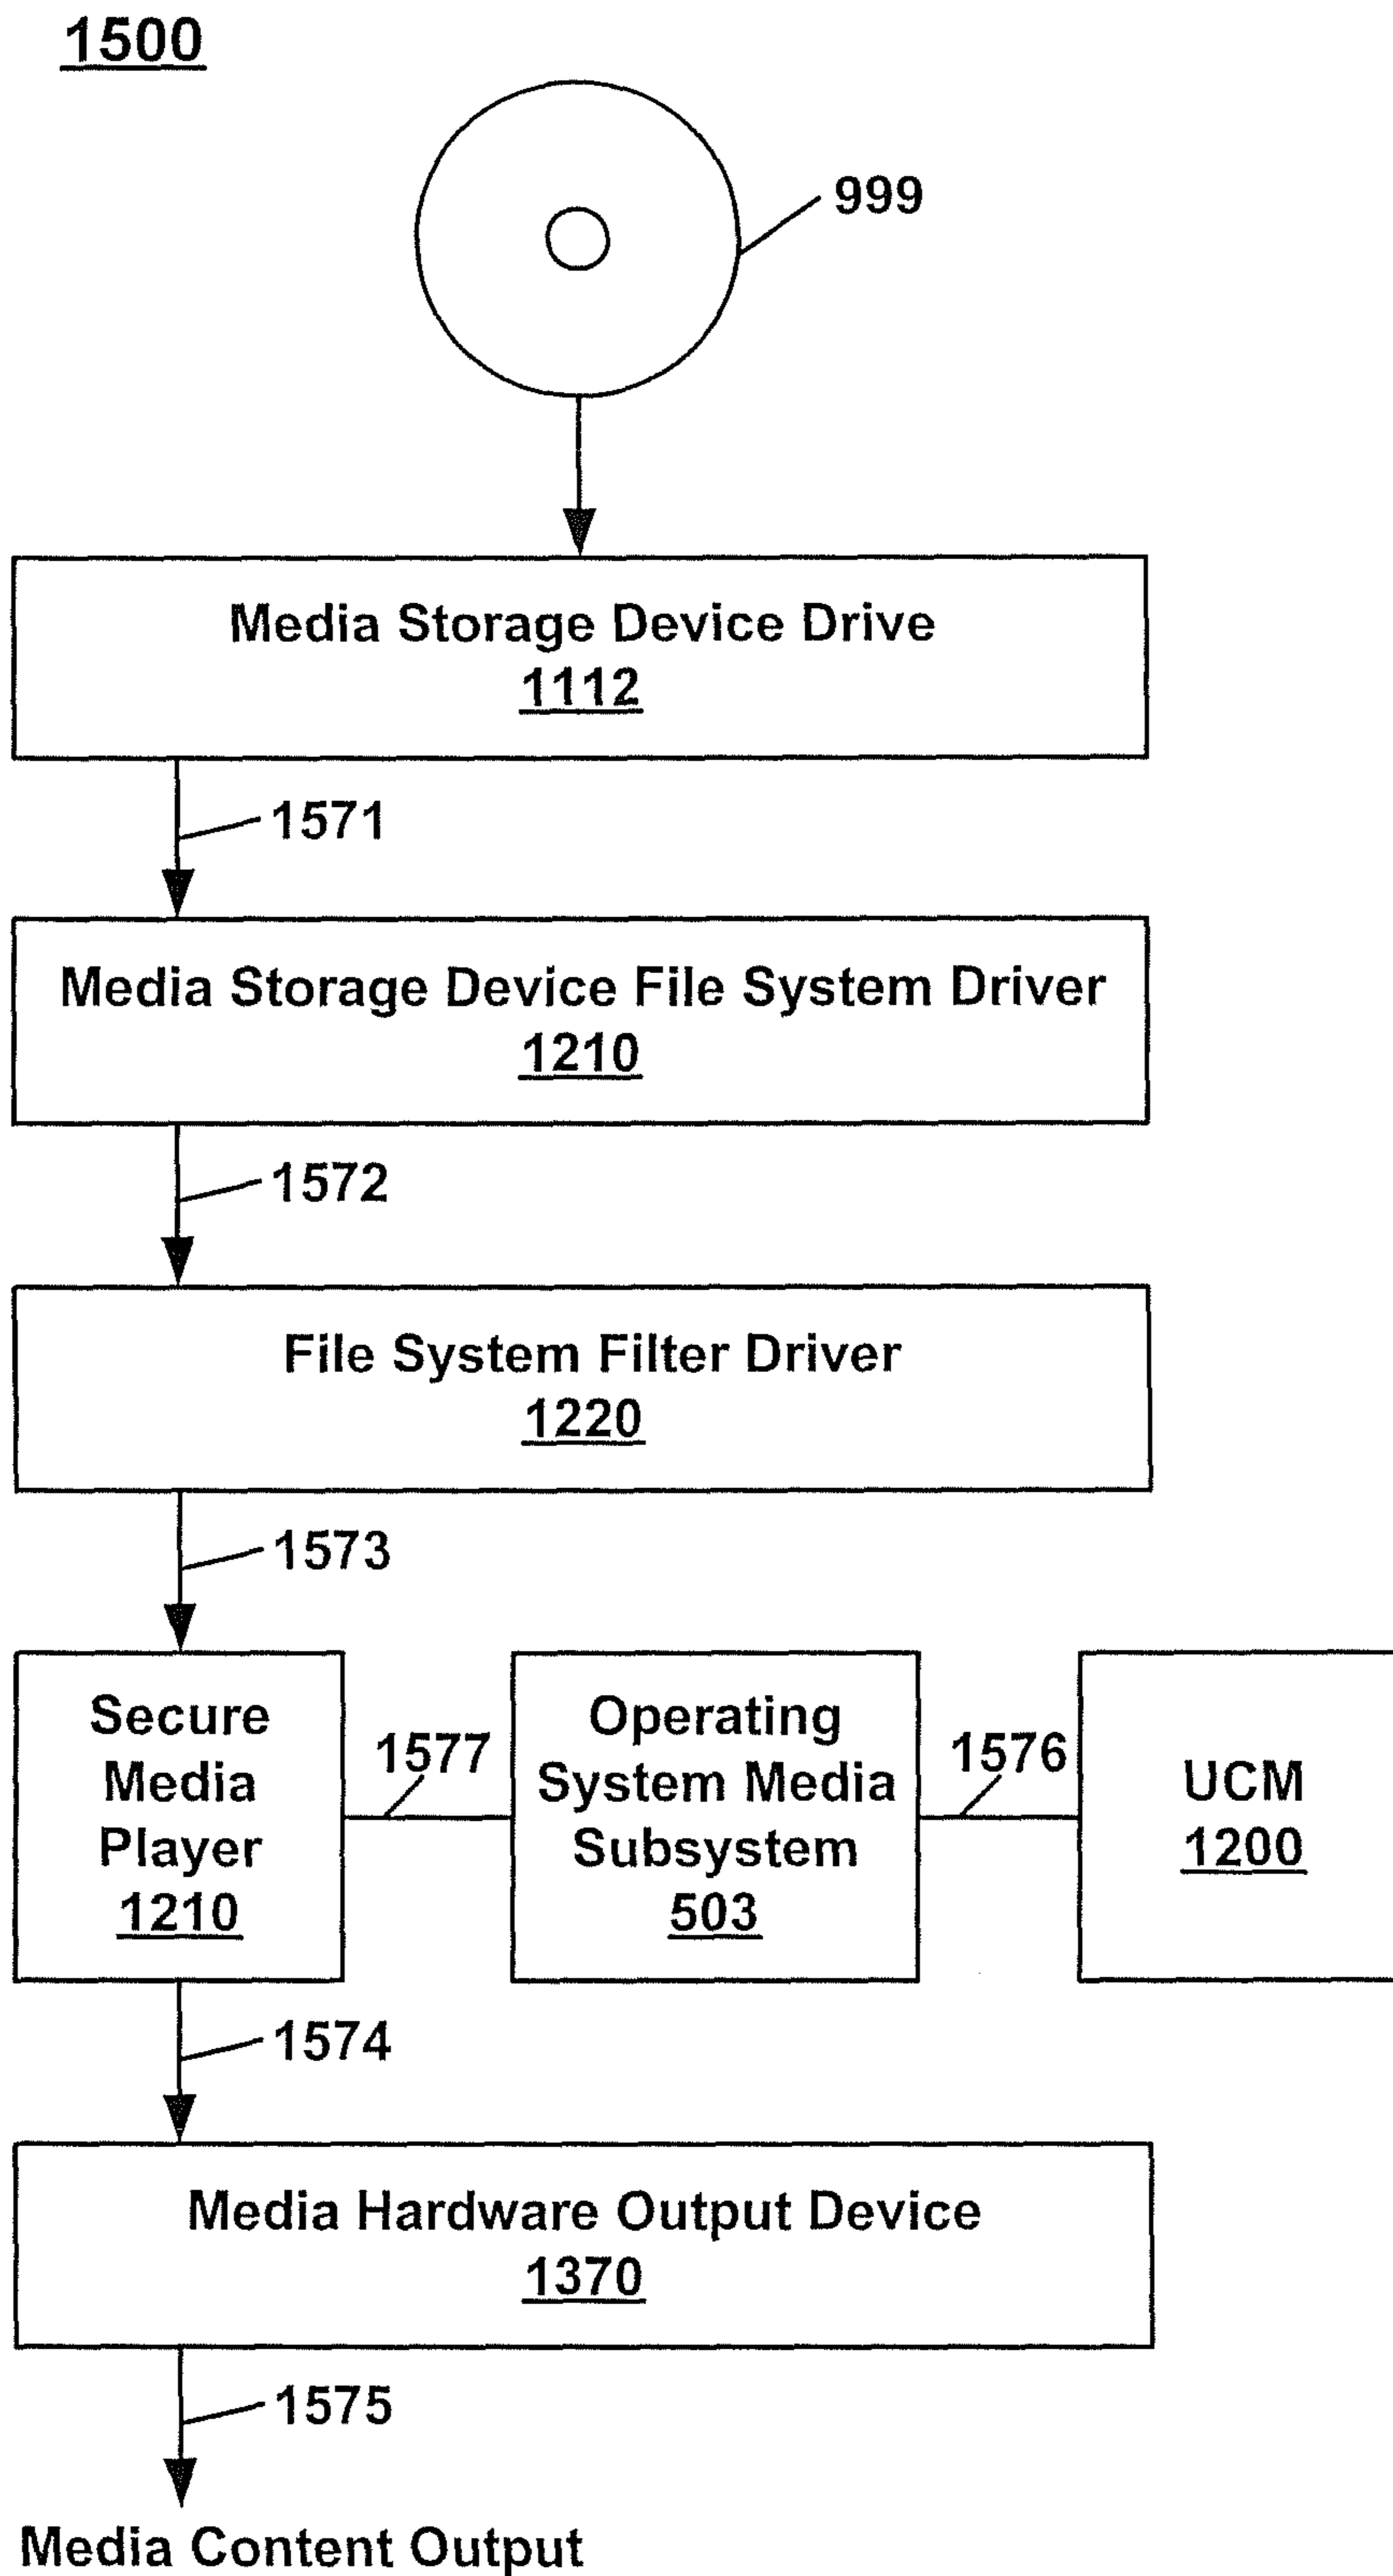 1500
999
Media Storage Device Drive
1112
1571
Media Storage Device File System Driver
1210
1572
File System Filter Driver
1220
1573
Secure
Media
Player
1210
1577
Operating
System Media
Subsystem
503
1576
UCM
1200
1574
Media Hardware Output Device
1370
1575
Media Content Output